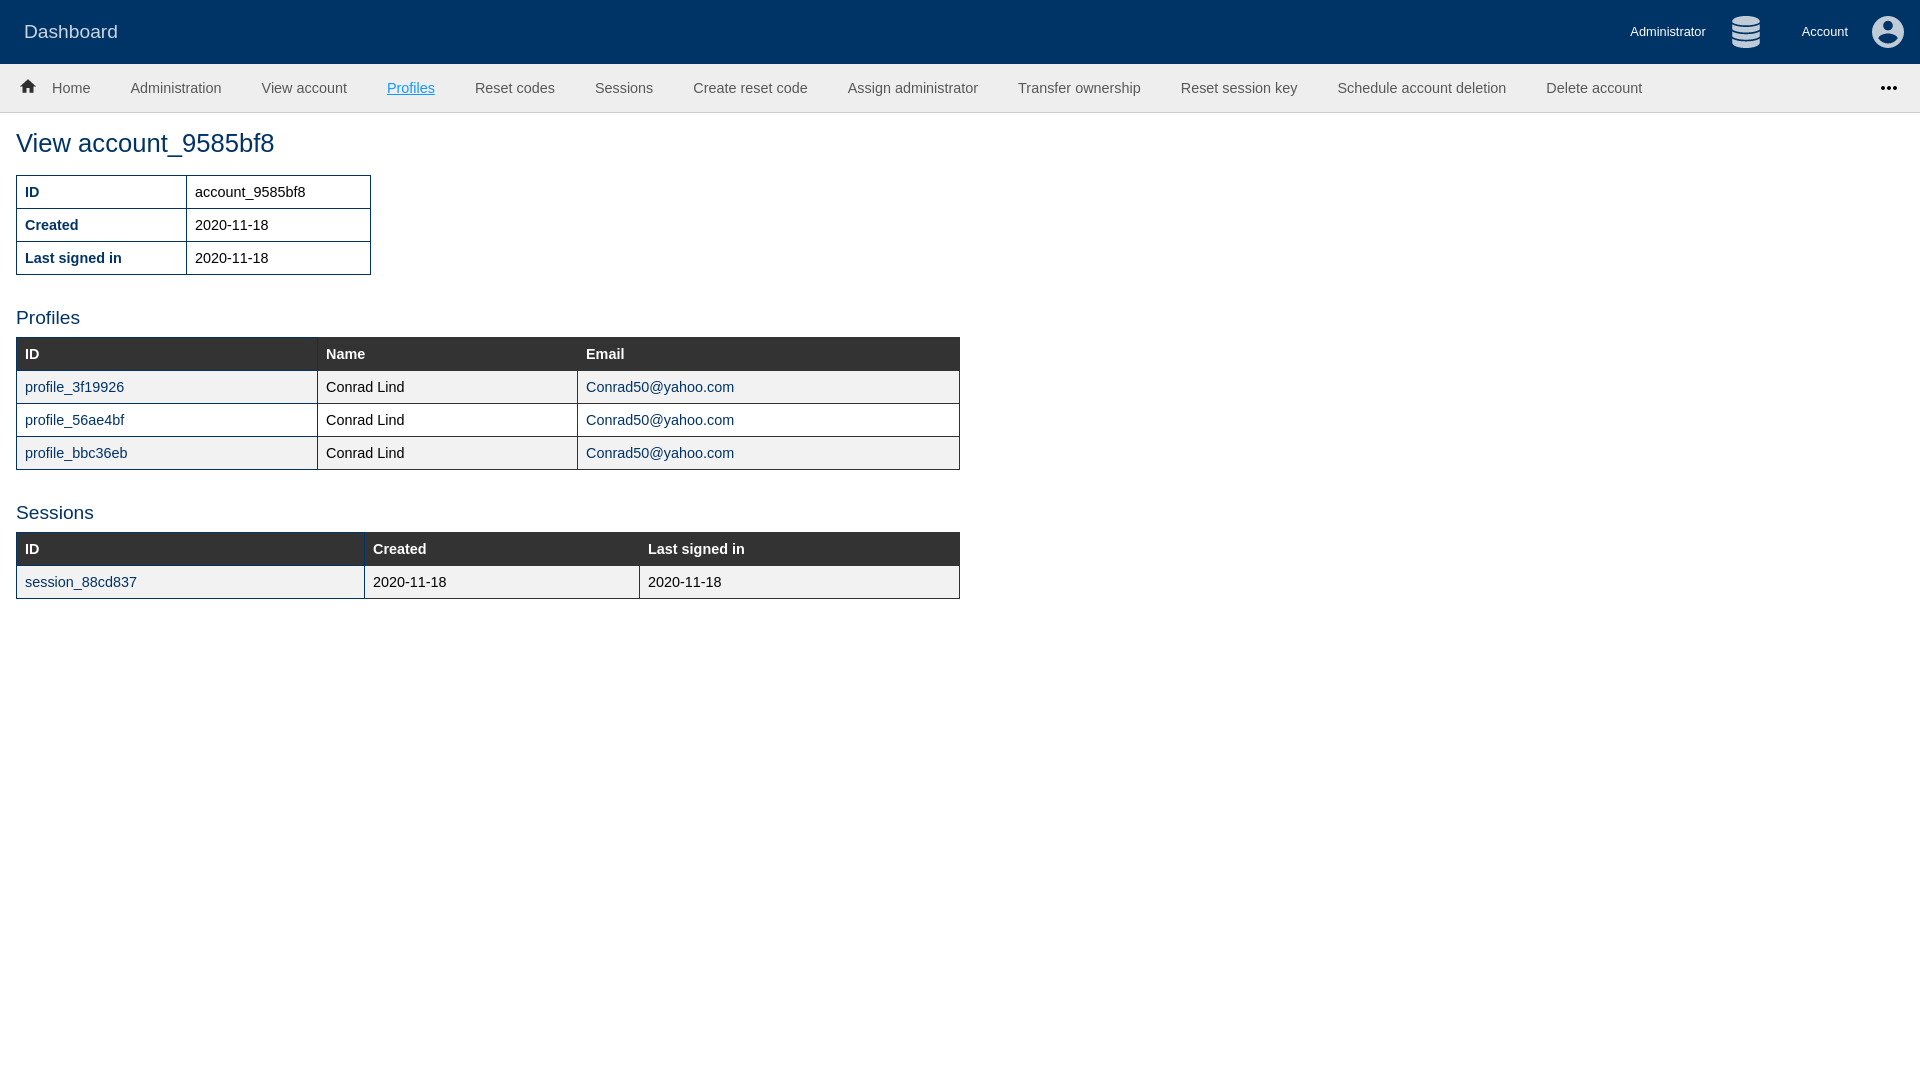 Dashboard Administrator Account
Home Administration View account Profiles Reset codes Sessions Create reset code Assign administrator Transfer ownership Reset session key Schedule account deletion Delete account
View account_9585bf8
ID account_9585bf8
Created 2020-11-18
Last signed in 2020-11-18
Profiles
ID Name Email
profile_3f19926 Conrad Lind Conrad50@yahoo.com
profile_56ae4bf Conrad Lind Conrad50@yahoo.com
profile_bbc36eb Conrad Lind Conrad50@yahoo.com
Sessions
ID Created Last signed in
session_88cd837 2020-11-18 2020-11-18